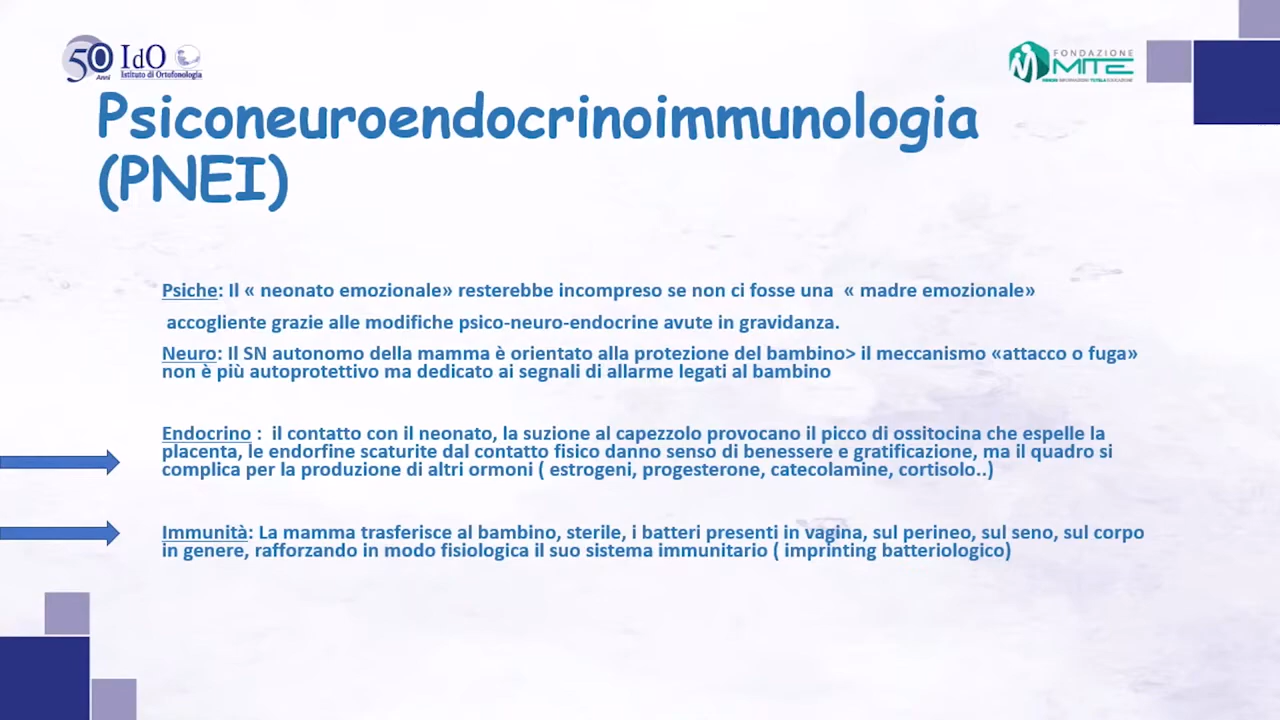 50 Anni IdO
Istituto di Ortofonologia
FONDAZIONE
MITE
MINORI INFORMAZIONI TUTELA EDUCAZIONE
Psiconeuroendocrinoimmunologia
(PNEI)
Psiche: Il « neonato emozionale» resterebbe incompreso se non ci fosse una « madre emozionale»
accogliente grazie alle modifiche psico-neuro-endocrine avute in gravidanza.
Neuro: Il SN autonomo della mamma è orientato alla protezione del bambino> il meccanismo «attacco o fuga»
non è più autoprotettivo ma dedicato ai segnali di allarme legati al bambino
Endocrino : il contatto con il neonato, la suzione al capezzolo provocano il picco di ossitocina che espelle la
placenta, le endorfine scaturite dal contatto fisico danno senso di benessere e gratificazione, ma il quadro si
complica per la produzione di altri ormoni ( estrogeni, progesterone, catecolamine, cortisolo..)
Immunità: La mamma trasferisce al bambino, sterile, i batteri presenti in vagina, sul perineo, sul seno, sul corpo
in genere, rafforzando in modo fisiologica il suo sistema immunitario ( imprinting batteriologico)